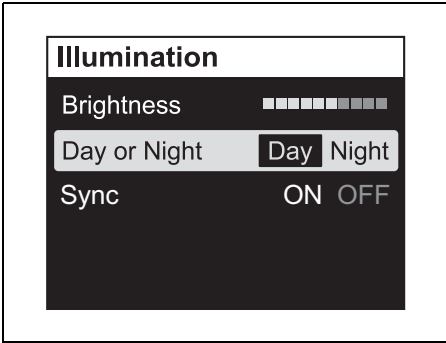 Illumination
Brightness
Day or Night Day Night
Sync ON OFF